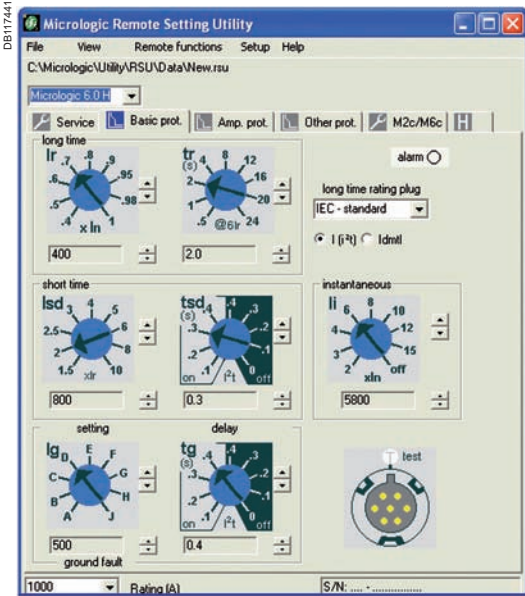 DB117441
Micrologic Remote Setting Utility
File View Remote functions Setup Help
C:\Micrologic\Utility\RSU\Data\New.rsu
Micrologic 6.0 H
Service Basic prot. Amp. prot. Other prot. M2c/M6c H
long time
Ir .4 .5 .6 .7 .8 .9 .95 .98 1
x In
400
tr (s) .5 1 2 4 8 12 16 20 24
@6Ir
2.0
alarm
long time rating plug
IEC - standard
I (i²t) Idmtl
short time
Isd 1.5 2 2.5 3 4 5 6 8 10
xIr
800
tsd (s) .1 .2 .3 .4 .4 .3 .2 .1 0
on I²t off
0.3
instantaneous
Ii 2 3 4 6 8 10 12 15 off
xIn
5800
setting
Ig A B C D E F G H J
500
delay
tg (s) .1 .2 .3 .4 .4 .3 .2 .1 0
on I²t off
0.4
ground fault
test
1000 Rating (A) S/N: .... - ...............